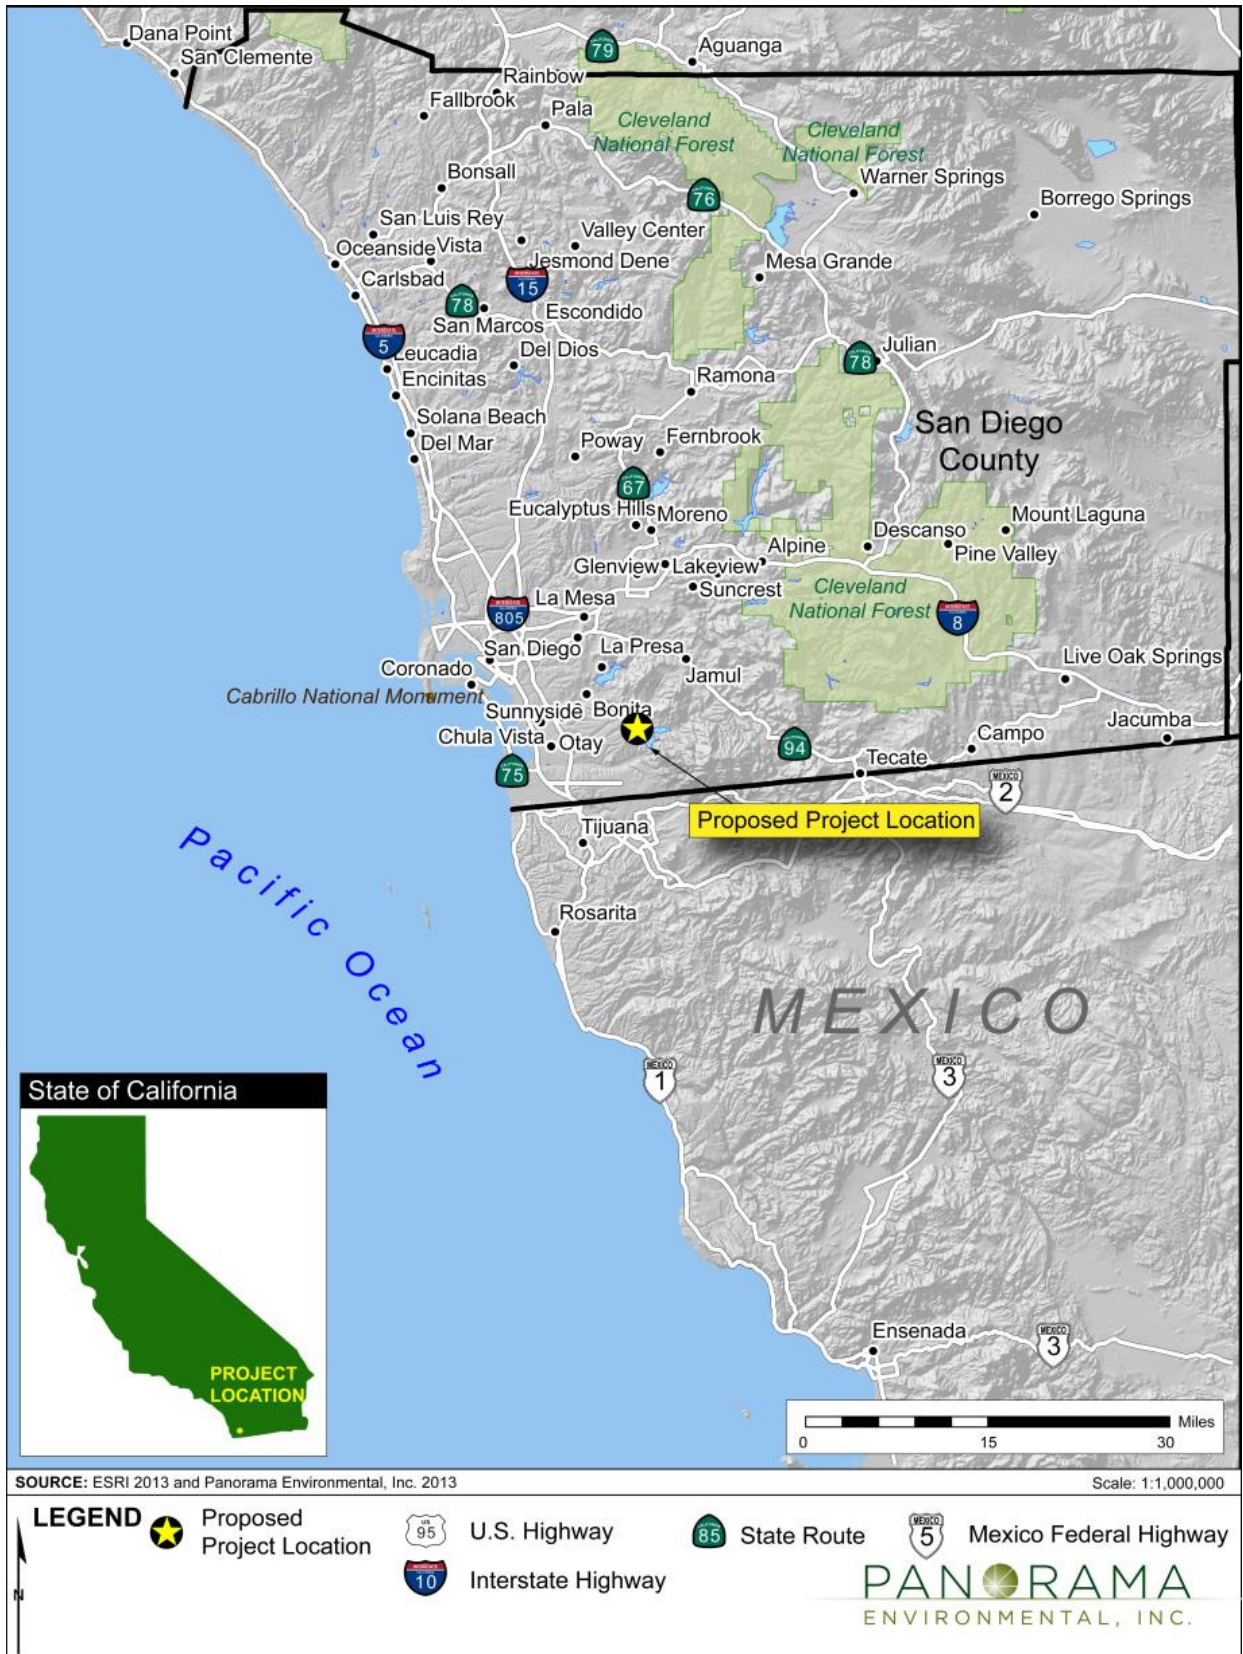 Dana Point
San Clemente
79
Aguanga
Rainbow
Fallbrook
Pala
Cleveland
National Forest
Cleveland
National Forest
Bonsall
76
Warner Springs
Borrego Springs
San Luis Rey
Valley Center
Oceanside
Vista
Jesmond Dene
Mesa Grande
Carlsbad
INTERSTATE
15
78
San Marcos
Escondido
5
Leucadia
Del Dios
78
Julian
Encinitas
Ramona
Solana Beach
Del Mar
Poway
Fernbrook
San Diego
County
67
Eucalyptus Hills
Moreno
Mount Laguna
Descanso
Pine Valley
Alpine
Glenview
Lakeview
Suncrest
Cleveland
National Forest
La Mesa
805
8
San Diego
La Presa
Coronado
Jamul
Live Oak Springs
Cabrillo National Monument
Sunnyside
Bonita
Chula Vista
Otay
Jacumba
Campo
94
75
Tecate
MEXICO
2
Proposed Project Location
Tijuana
Pacific Ocean
Rosarita
MEXICO
MEXICO
1
MEXICO
3
State of California
PROJECT
LOCATION
Ensenada
MEXICO
3
Miles
0 15 30
SOURCE: ESRI 2013 and Panorama Environmental, Inc. 2013
Scale: 1:1,000,000
LEGEND
Proposed
Project Location
US
95
U.S. Highway
10
Interstate Highway
85
State Route
MEXICO
5
Mexico Federal Highway
N
PANORAMA
ENVIRONMENTAL, INC.